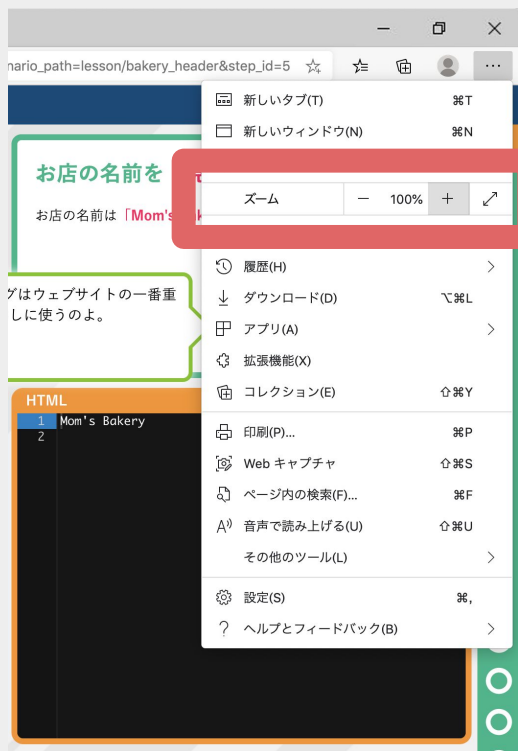 nario_path=lesson/bakery_header&step_id=5
新しいタブ(T) ⌘T
新しいウィンドウ(N) ⌘N
お店の名前を
ズーム — 100% +
お店の名前は「Mom's
履歴(H)
グはウェブサイトの一番重
ダウンロード(D) ⌥⌘L
しに使うのよ。
アプリ(A)
拡張機能(X)
コレクション(E) ⇧⌘Y
HTML
1 Mom's Bakery
2
印刷(P)... ⌘P
Web キャプチャ ⇧⌘S
ページ内の検索(F)... ⌘F
音声で読み上げる(U) ⇧⌘U
その他のツール(L)
設定(S) ⌘,
ヘルプとフィードバック(B)